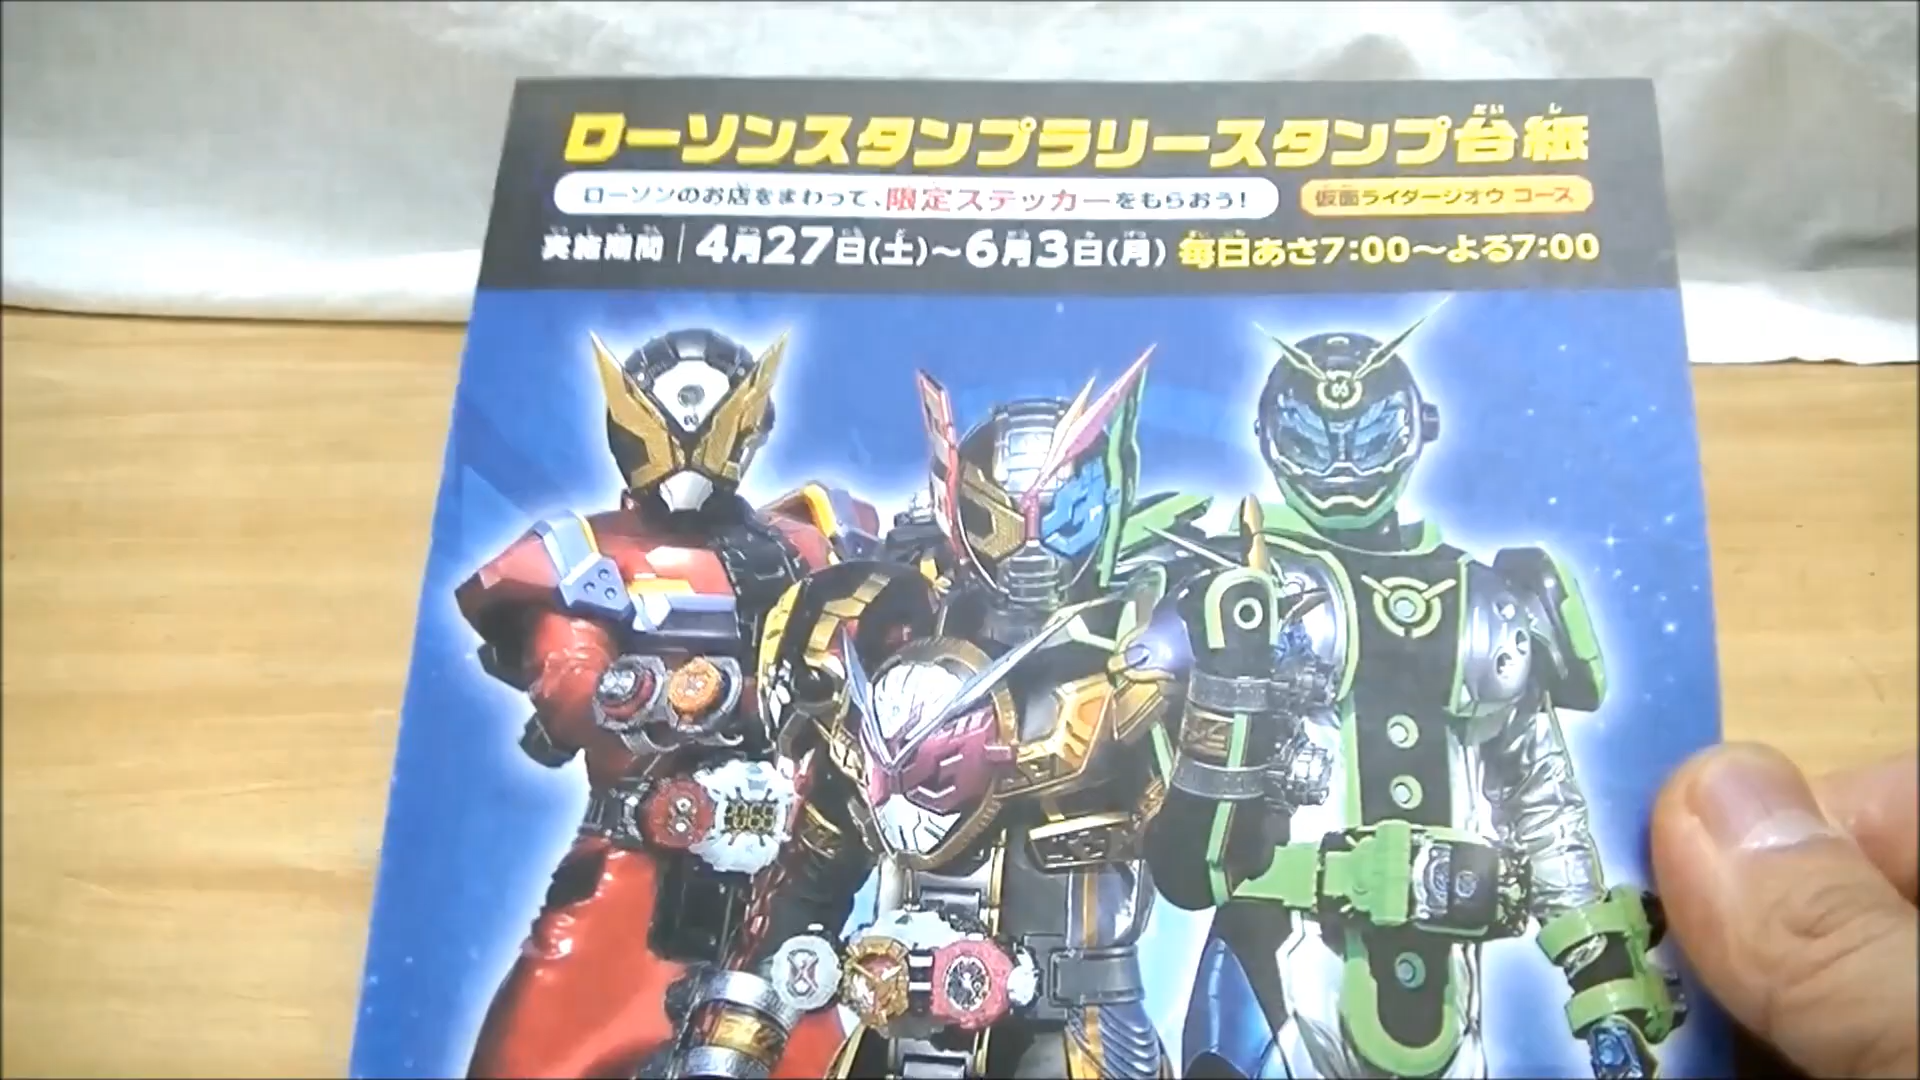 ローソンスタンプラリースタンプ台紙
だいし
ローソンのお店をまわって、限定ステッカーをもらおう!
仮面ライダージオウ コース
実施期間 4月27日(土)~6月3日(月) 毎日あさ7:00~よる7:00